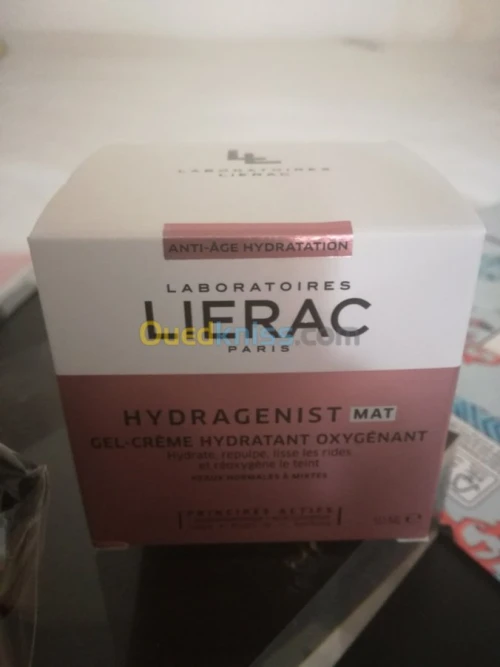 LABORATOIRES
LIERAC
ANTI-ÂGE HYDRATATION
LABORATOIRES
LIERAC
Ouedkniss.com
PARIS
HYDRAGENIST MAT
GEL-CRÈME HYDRATANT OXYGÉNANT
Hydrate, repulpe, lisse les rides
et réoxygène le teint
PEAUX NORMALES À MIXTES
PRINCIPES ACTIFS